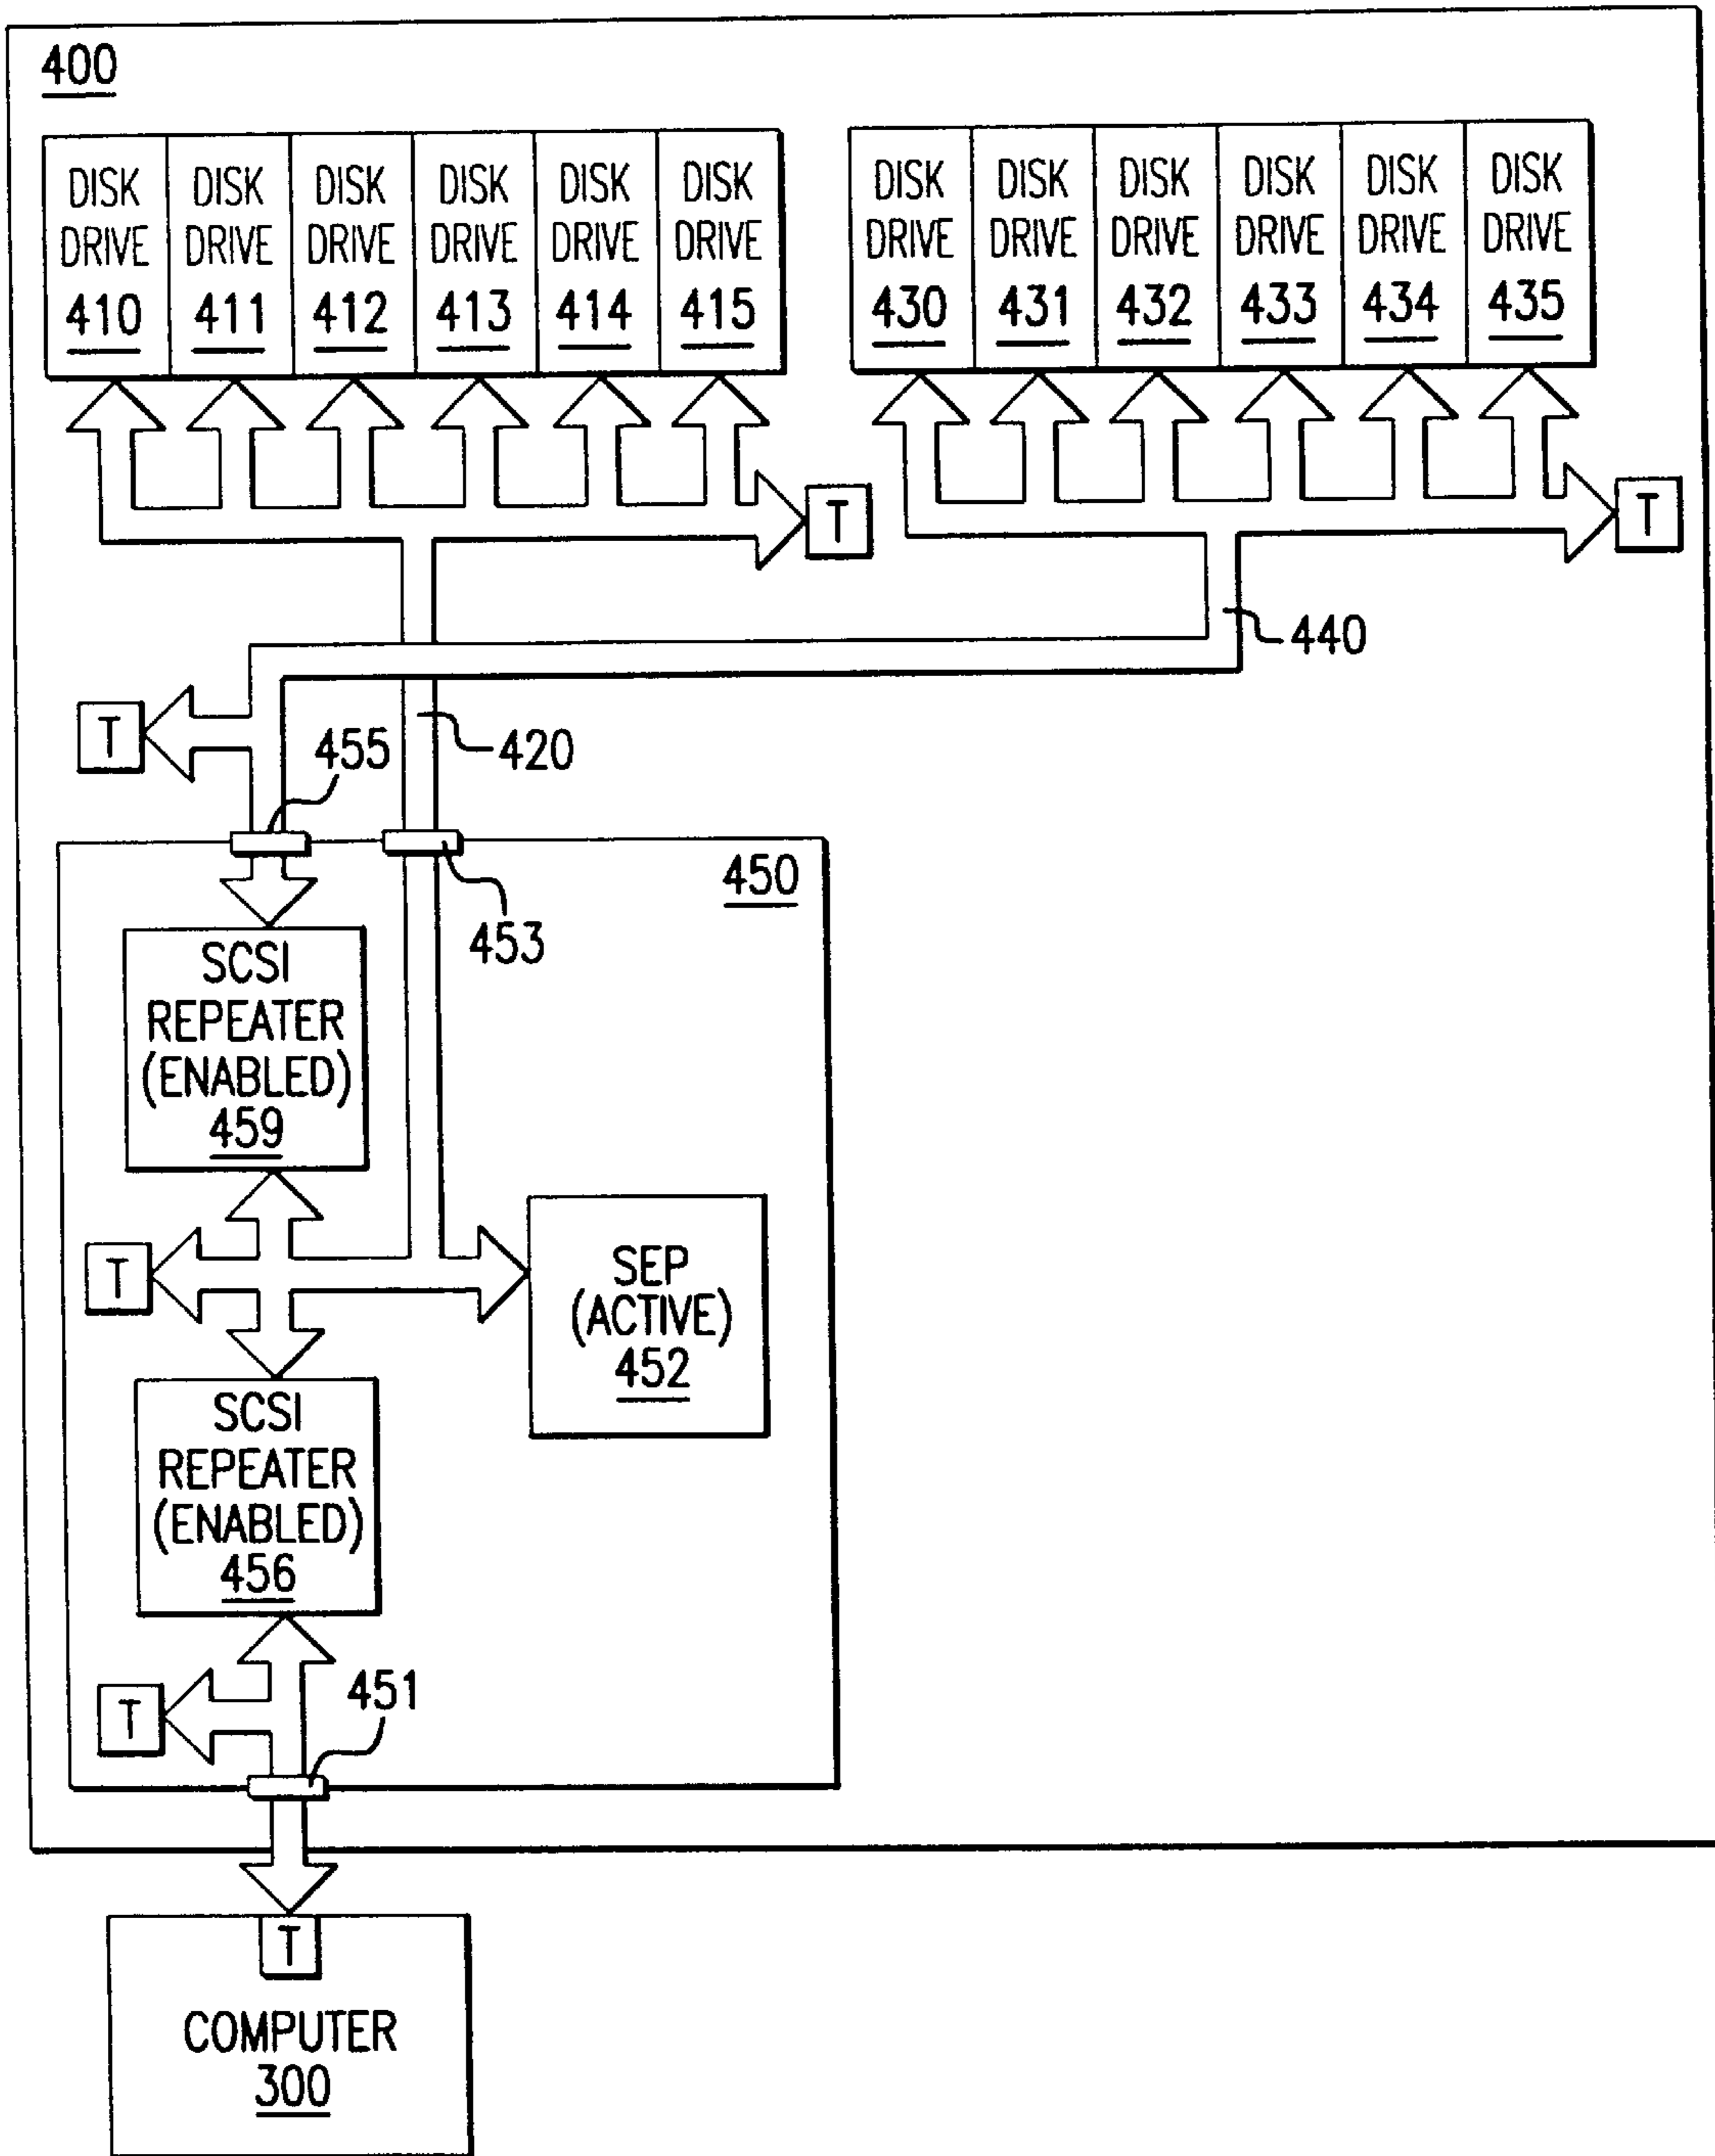 400
DISK DRIVE 410
DISK DRIVE 411
DISK DRIVE 412
DISK DRIVE 413
DISK DRIVE 414
DISK DRIVE 415
DISK DRIVE 430
DISK DRIVE 431
DISK DRIVE 432
DISK DRIVE 433
DISK DRIVE 434
DISK DRIVE 435
T
T
440
T
455
420
450
453
SCSI
REPEATER
(ENABLED)
459
T
SEP
(ACTIVE)
452
SCSI
REPEATER
(ENABLED)
456
T
451
T
COMPUTER
300